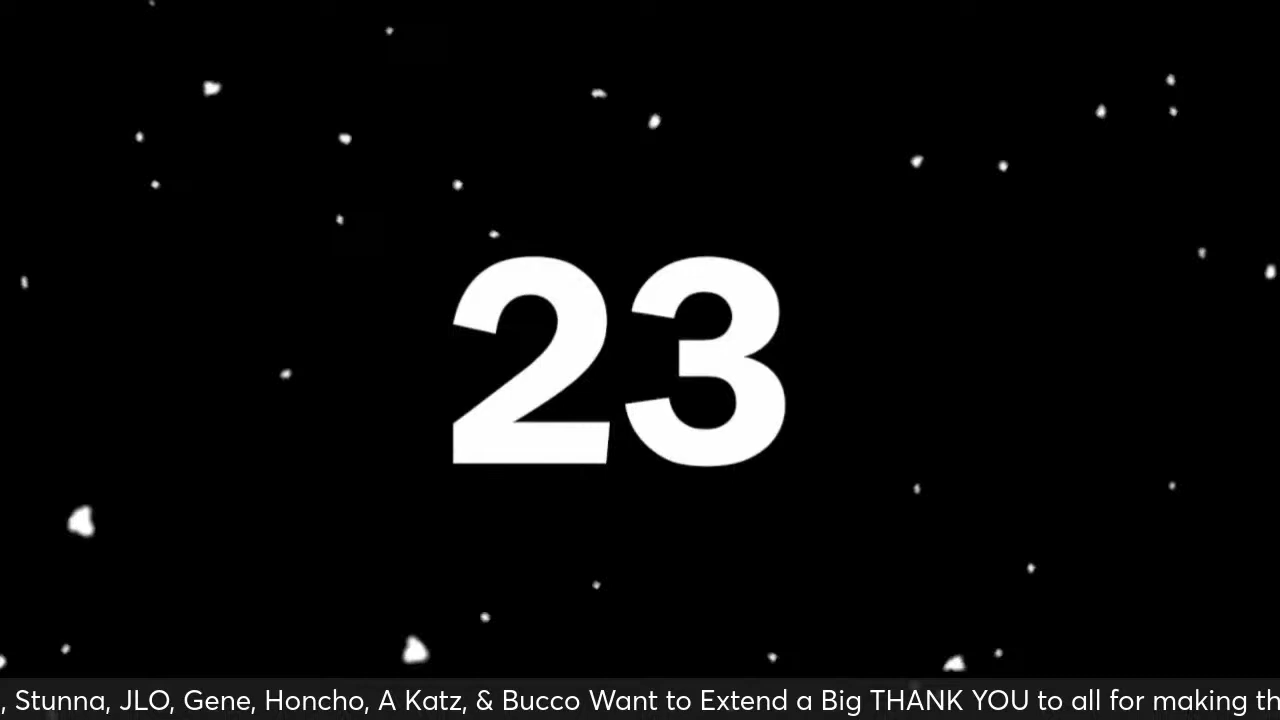 23
, Stunna, JLO, Gene, Honcho, A Katz, & Bucco Want to Extend a Big THANK YOU to all for making th